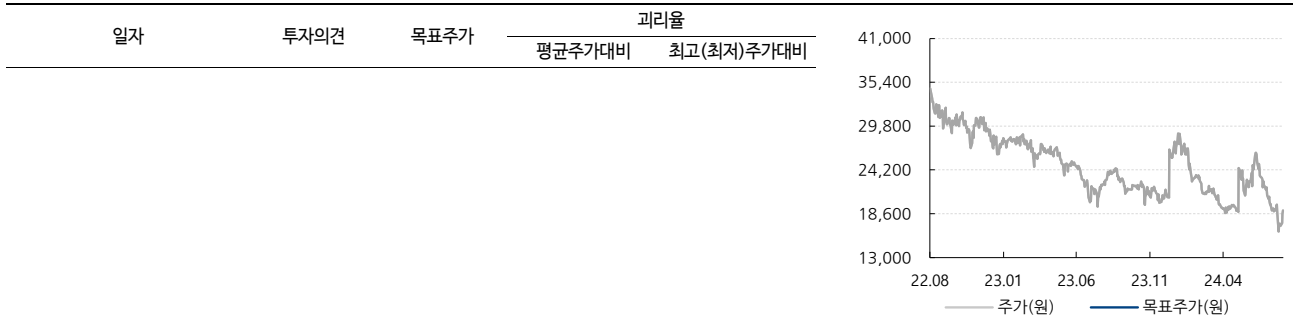 일자 투자의견 목표주가 괴리율
평균주가대비 최고(최저)주가대비
41,000
35,400
29,800
24,200
18,600
13,000
22.08 23.01 23.06 23.11 24.04
주가(원) 목표주가(원)